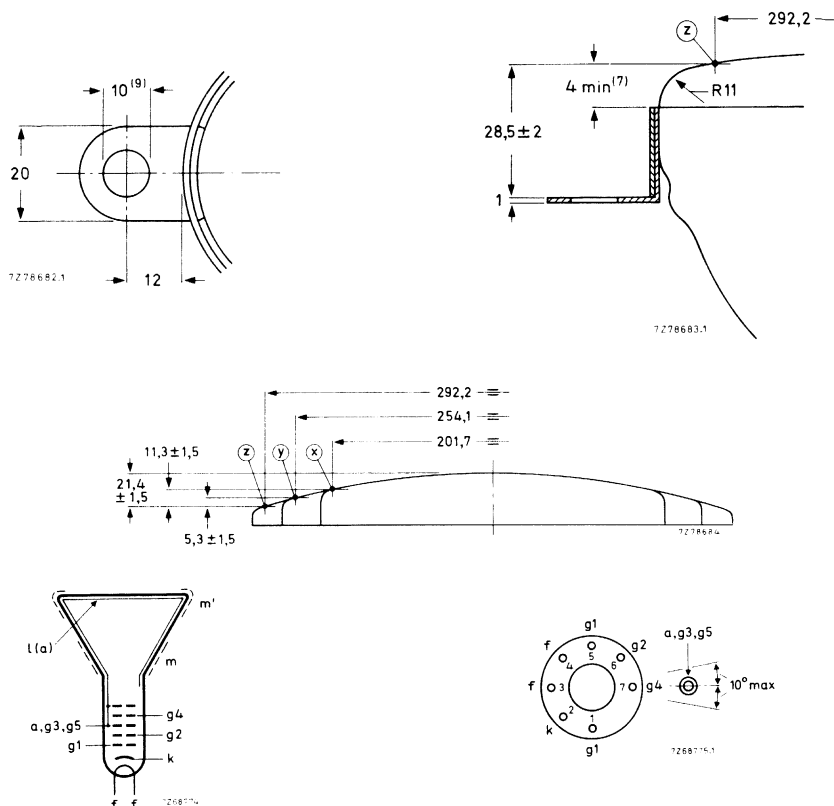 10(9)
20
12
7Z78682.1
292,2
z
4 min(7)
R11
28,5±2
1
7Z78683.1
292,2
254,1
201,7
11,3±1,5
z
y
x
21,4
±1,5
5,3±1,5
7Z78684
m'
l(a)
m
g4
a,g3,g5
g2
g1
k
f f
7Z68774
g1
a,g3,g5
f
5
g2
4
6
f
3
7
g4
10° max
2
k
1
g1
7Z68775.1